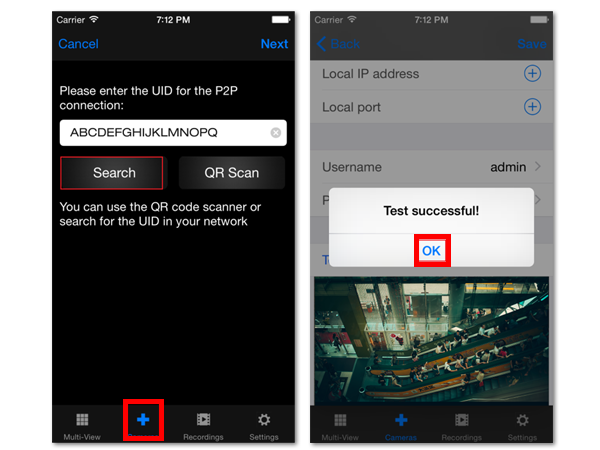 Carrier 7:12 PM
Cancel Next
Please enter the UID for the P2P
connection:
ABCDEFGHIJKLMNOPQ
Search QR Scan
You can use the QR code scanner or
search for the UID in your network
Multi-View Recordings Settings
Carrier 7:12 PM
Back Save
Local IP address
Local port
Username admin
Test successful!
OK
Multi-View Cameras Recordings Settings